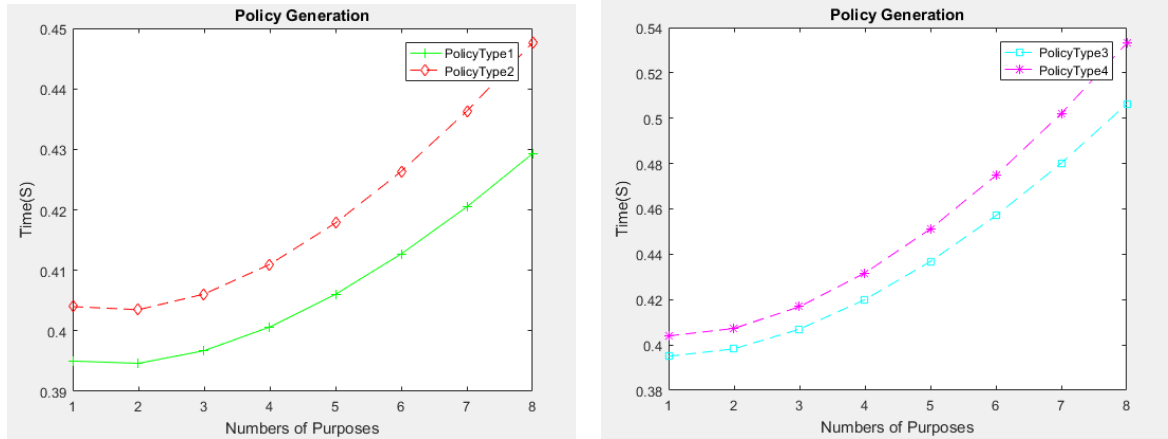 Policy Generation
0.45
0.44
0.43
0.42
0.41
0.4
0.39
Time(S)
PolicyType1
PolicyType2
1 2 3 4 5 6 7 8
Numbers of Purposes
Policy Generation
0.54
0.52
0.5
0.48
0.46
0.44
0.42
0.4
0.38
Time(S)
PolicyType3
PolicyType4
1 2 3 4 5 6 7 8
Numbers of Purposes